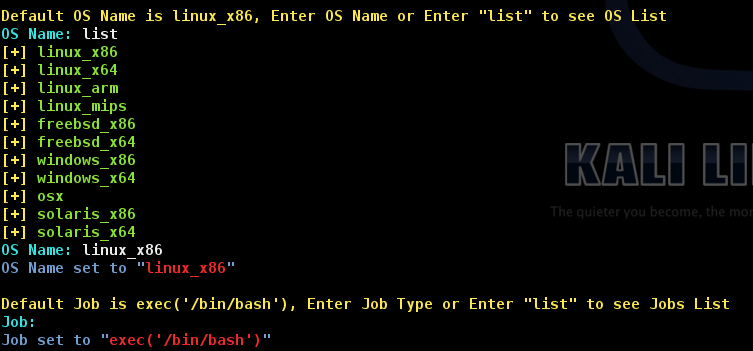 Default OS Name is linux_x86, Enter OS Name or Enter "list" to see OS List
OS Name: list
[+] linux_x86
[+] linux_x64
[+] linux_arm
[+] linux_mips
[+] freebsd_x86
[+] freebsd_x64
[+] windows_x86
[+] windows_x64
[+] osx
[+] solaris_x86
[+] solaris_x64
OS Name: linux_x86
OS Name set to "linux_x86"
Default Job is exec('/bin/bash'), Enter Job Type or Enter "list" to see Jobs List
Job:
Job set to "exec('/bin/bash')"
KALI LI
The quieter you become, the mor